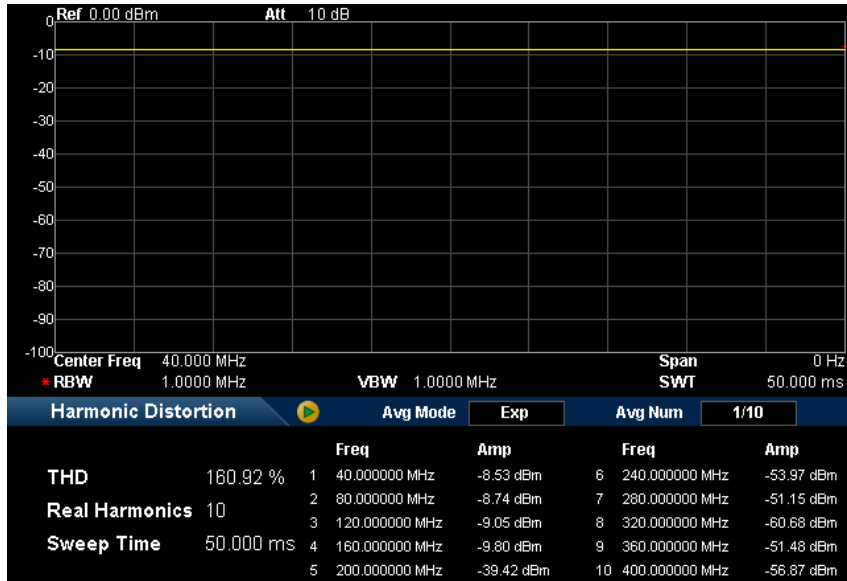 Ref 0.00 dBm Att 10 dB
0
-10
-20
-30
-40
-50
-60
-70
-80
-90
-100
Center Freq 40.000 MHz Span 0 Hz
* RBW 1.0000 MHz VBW 1.0000 MHz SWT 50.000 ms
Harmonic Distortion Avg Mode Exp Avg Num 1/10
Freq Amp Freq Amp
THD 160.92 % 1 40.000000 MHz -8.53 dBm 6 240.000000 MHz -53.97 dBm
2 80.000000 MHz -8.74 dBm 7 280.000000 MHz -51.15 dBm
Real Harmonics 10
3 120.000000 MHz -9.05 dBm 8 320.000000 MHz -60.68 dBm
Sweep Time 50.000 ms 4 160.000000 MHz -9.80 dBm 9 360.000000 MHz -51.48 dBm
5 200.000000 MHz -39.42 dBm 10 400.000000 MHz -56.87 dBm